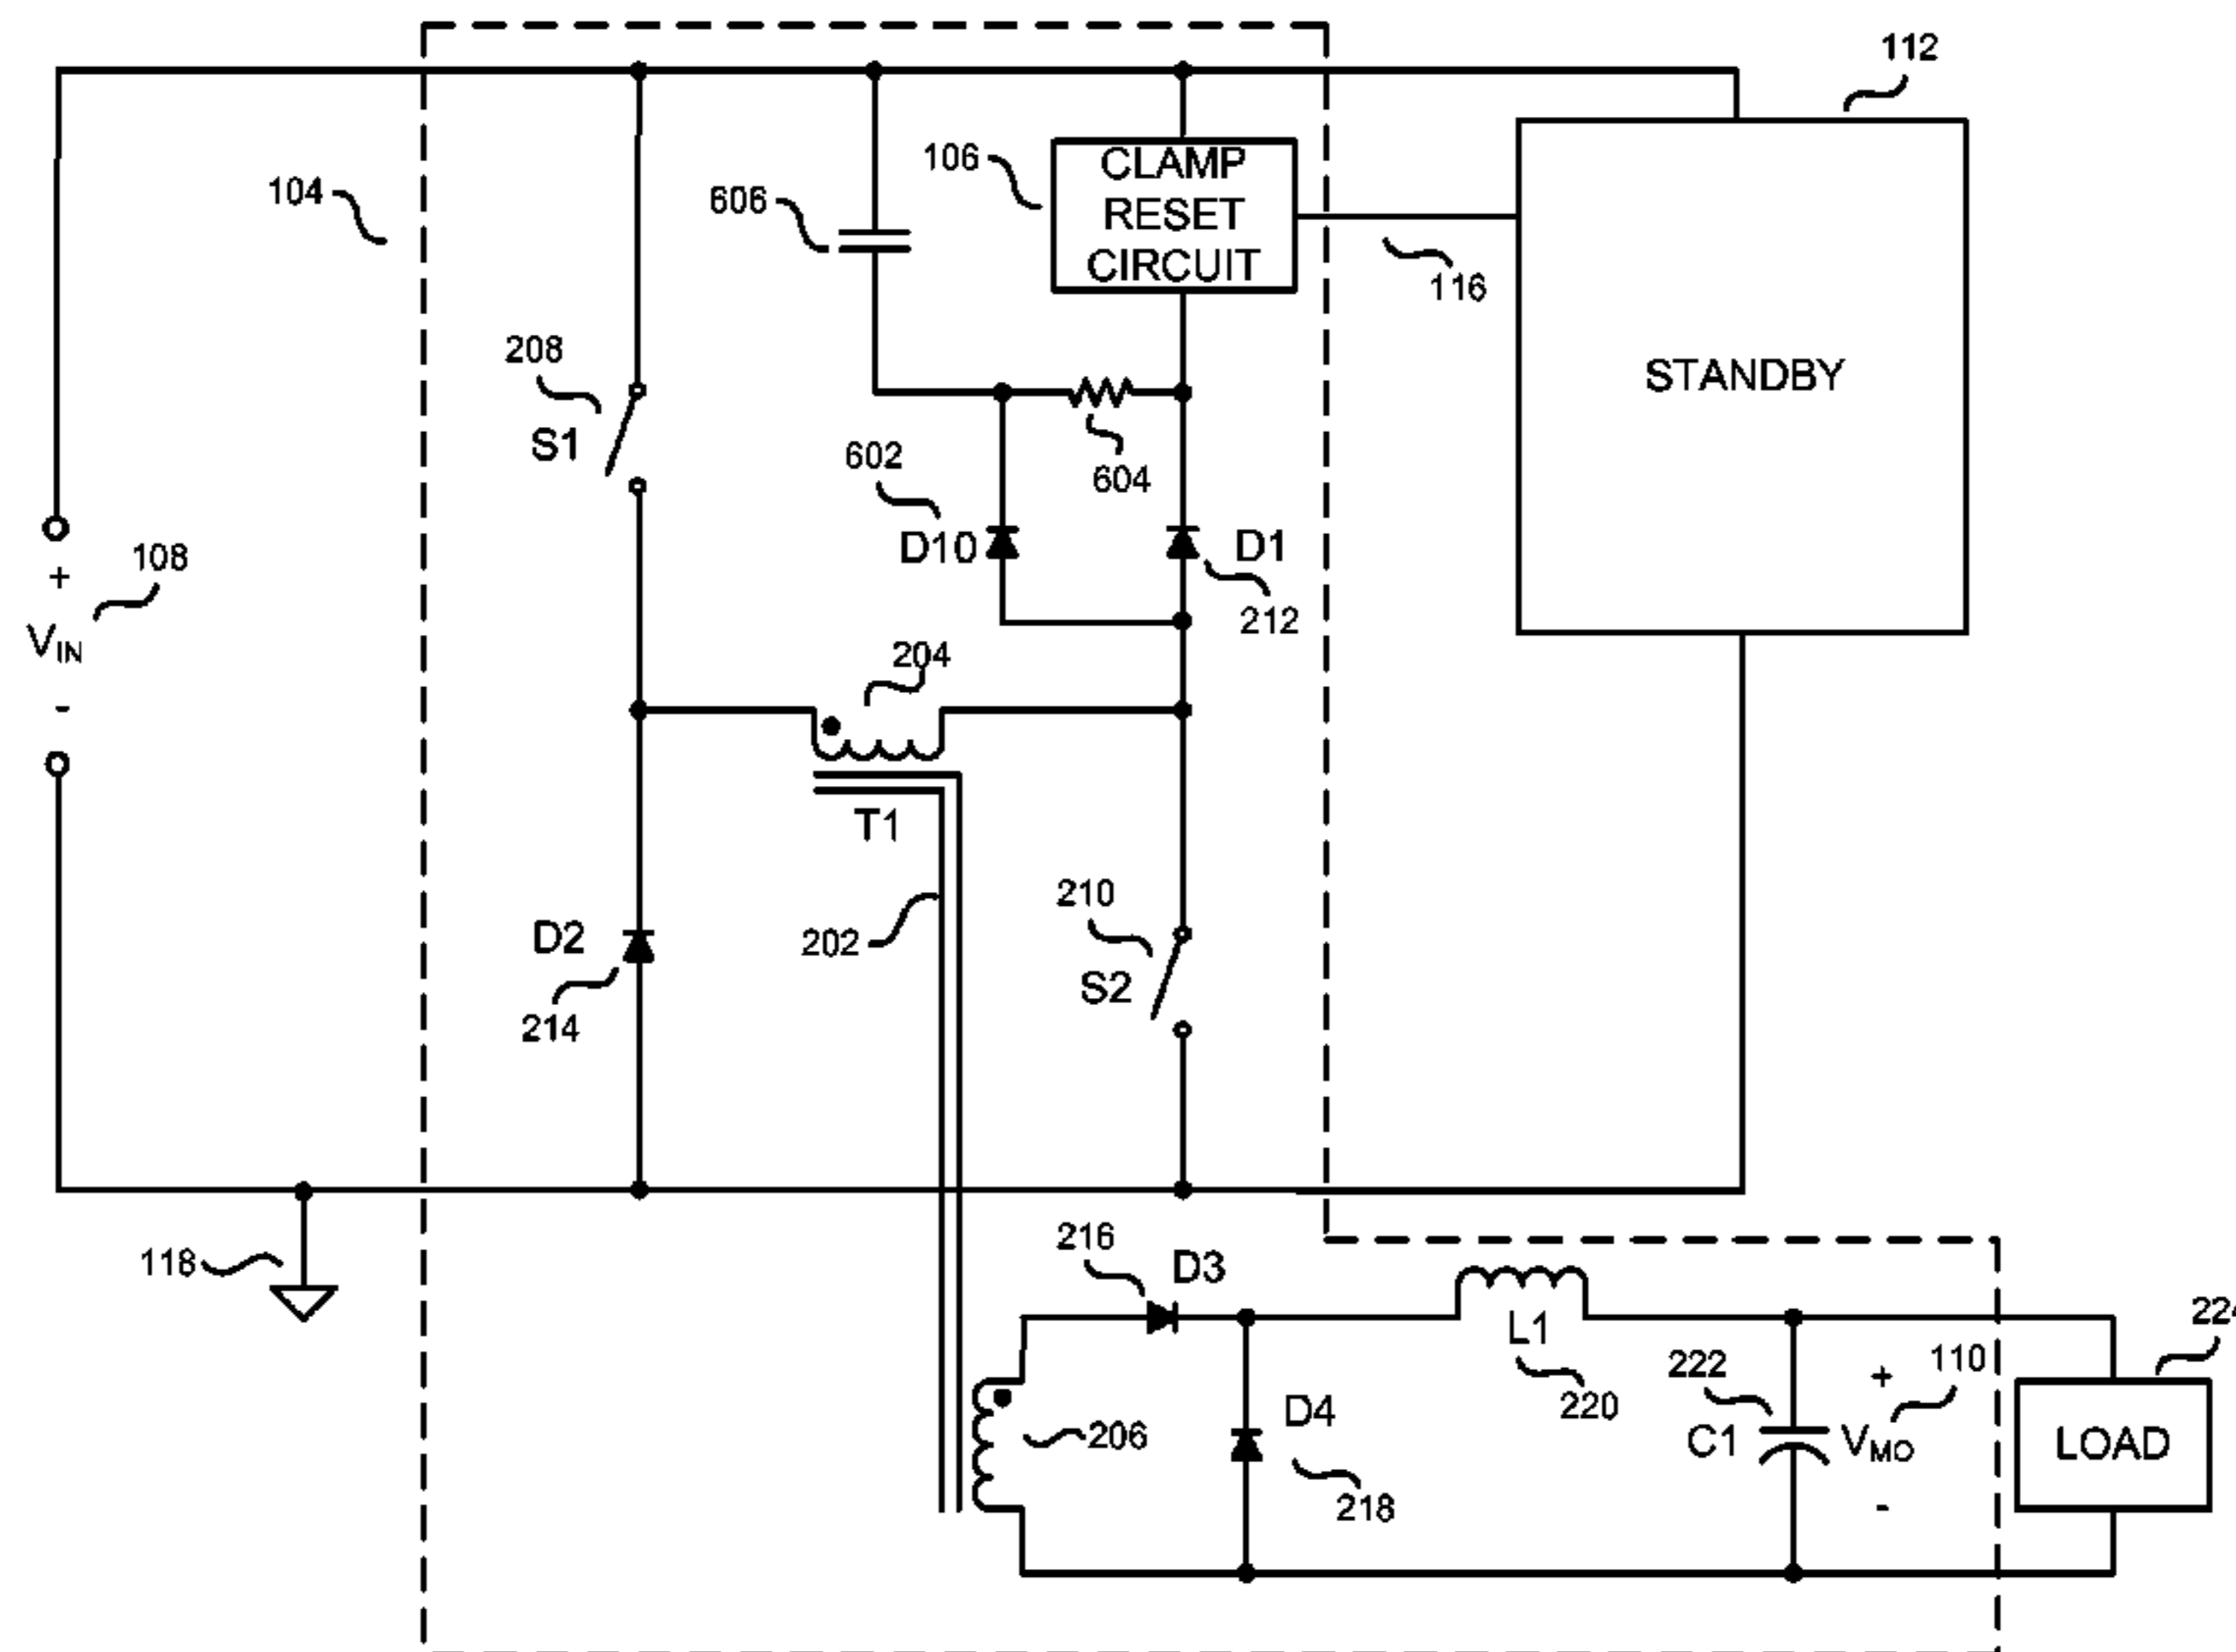 112
104
106
CLAMP
RESET
CIRCUIT
606
116
208
S1
STANDBY
602
604
D10
D1
212
+
108
VIN
-
204
T1
210
D2
202
S2
214
118
216
D3
L1
220
224
222
+
110
C1
VMO
-
LOAD
206
D4
218